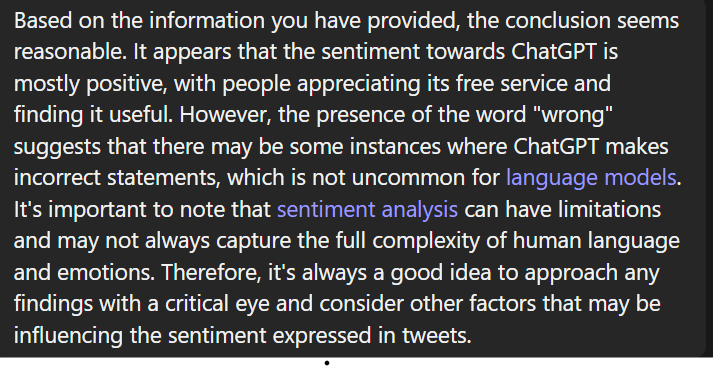 Based on the information you have provided, the conclusion seems
reasonable. It appears that the sentiment towards ChatGPT is
mostly positive, with people appreciating its free service and
finding it useful. However, the presence of the word "wrong"
suggests that there may be some instances where ChatGPT makes
incorrect statements, which is not uncommon for language models.
It's important to note that sentiment analysis can have limitations
and may not always capture the full complexity of human language
and emotions. Therefore, it's always a good idea to approach any
findings with a critical eye and consider other factors that may be
influencing the sentiment expressed in tweets.